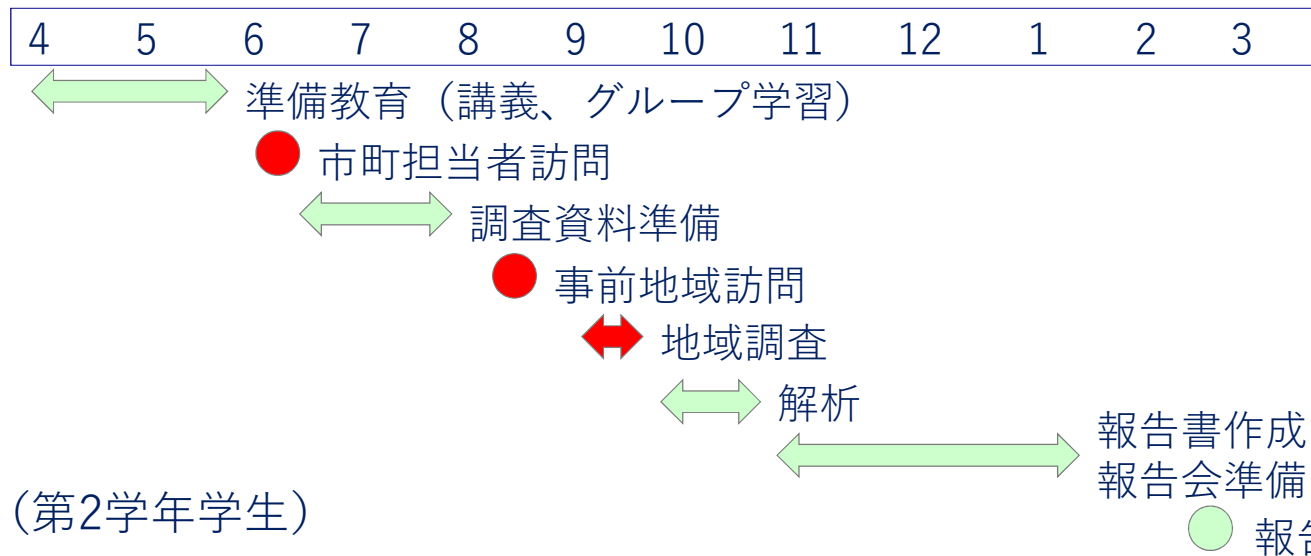 4 5 6 7 8 9 10 11 12 1 2 3
準備教育（講義、グループ学習）
市町担当者訪問
調査資料準備
事前地域訪問
地域調査
解析
報告書作成
報告会準備
(第2学年学生)
報告